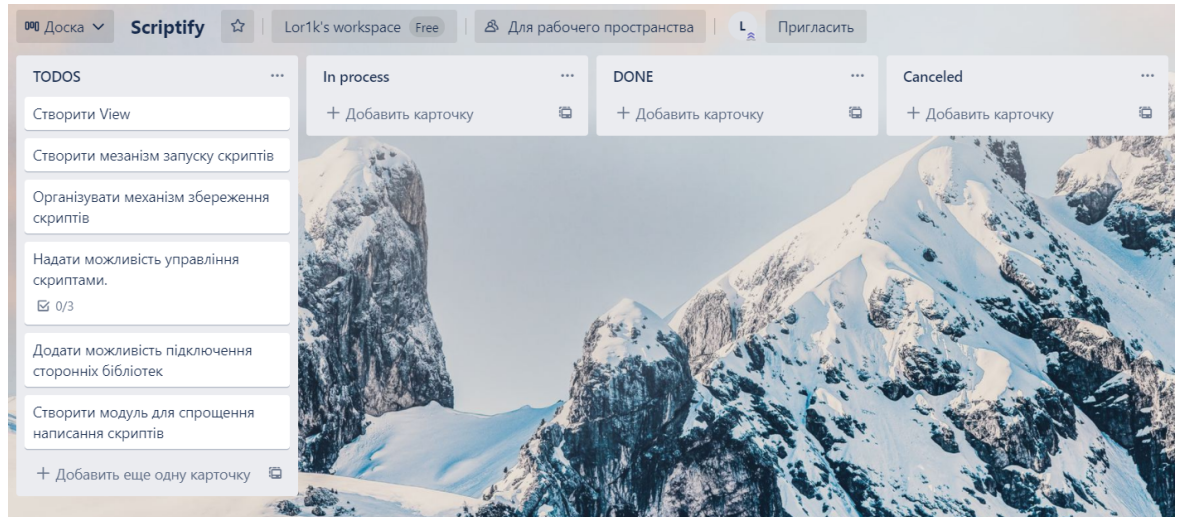 Доска
Scriptify
Lor1k's workspace Free
Для рабочего пространства
L
Пригласить
TODOS
Створити View
Створити мезанізм запуску скриптів
Організувати механізм збереження
скриптів
Надати можливість управління
скриптами.
0/3
Додати можливість підключення
сторонніх бібліотек
Створити модуль для спрощення
написання скриптів
+ Добавить еще одну карточку
In process
+ Добавить карточку
DONE
+ Добавить карточку
Canceled
+ Добавить карточку